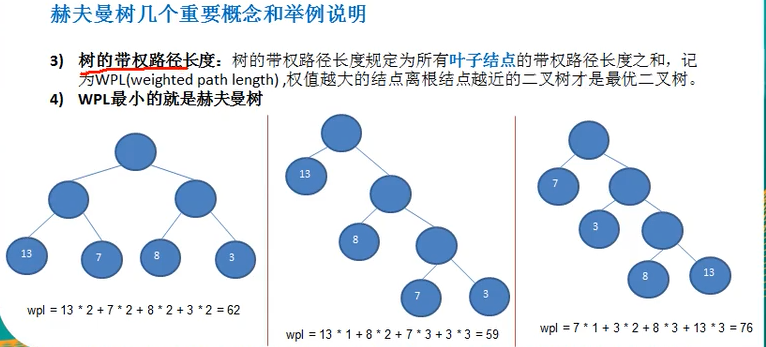 赫夫曼树几个重要概念和举例说明
3) 树的带权路径长度：树的带权路径长度规定为所有叶子结点的带权路径长度之和，记
为WPL(weighted path length) ,权值越大的结点离根结点越近的二叉树才是最优二叉树。
4) WPL最小的就是赫夫曼树
13
7
8
3
wpl = 13 * 2 + 7 * 2 + 8 * 2 + 3 * 2 = 62
13
8
7
3
wpl = 13 * 1 + 8 * 2 + 7 * 3 + 3 * 3 = 59
7
3
8
13
wpl = 7 * 1 + 3 * 2 + 8 * 3 + 13 * 3 = 76